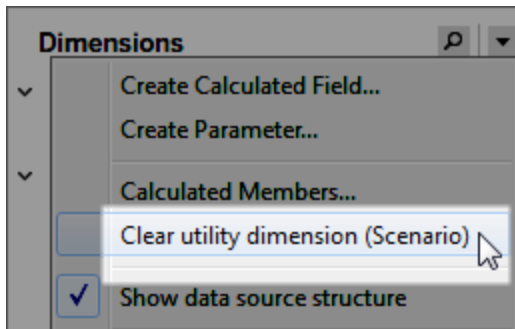 Dimensions
Create Calculated Field...
Create Parameter...
Calculated Members...
Clear utility dimension (Scenario)
Show data source structure